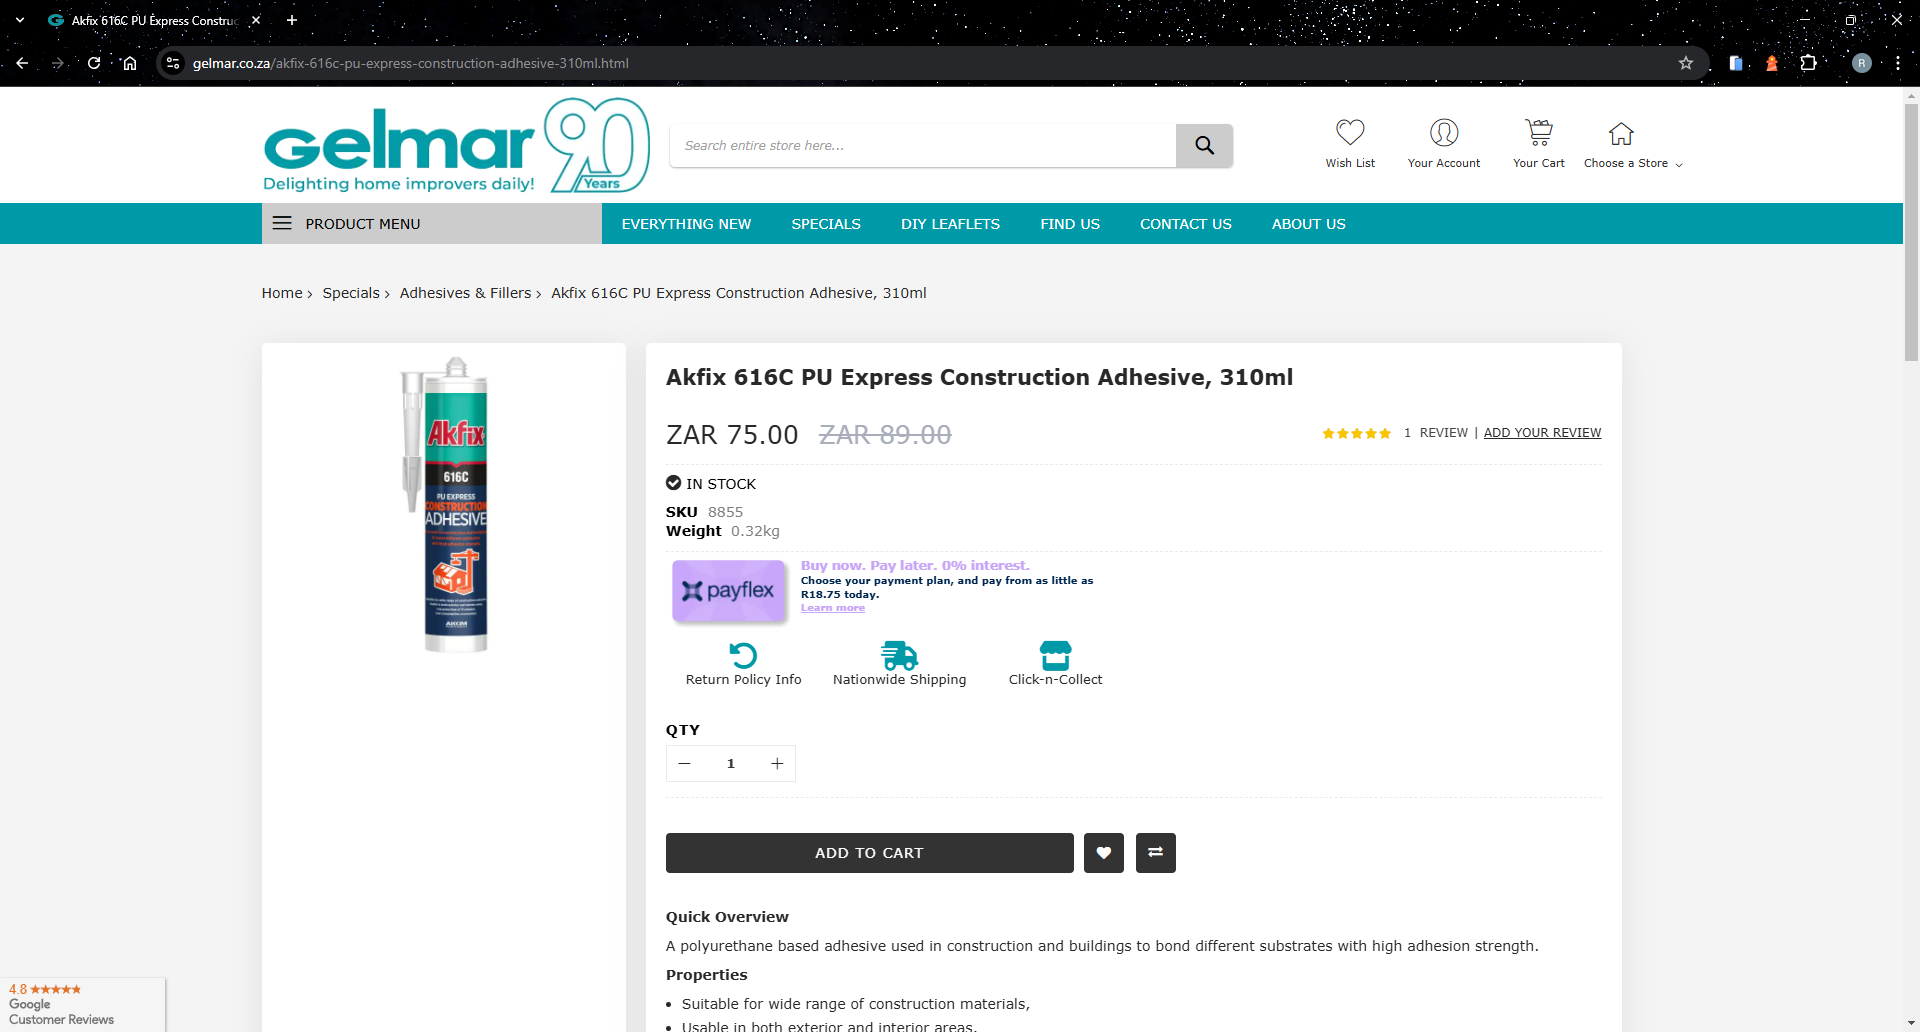 Akfix 616C PU Express Construc
gelmar.co.za/akfix-616c-pu-express-construction-adhesive-310ml.html
R
gelmar 90
Delighting home improvers daily! Years
Search entire store here...
Wish List
Your Account
Your Cart
Choose a Store
PRODUCT MENU
EVERYTHING NEW
SPECIALS
DIY LEAFLETS
FIND US
CONTACT US
ABOUT US
Home › Specials › Adhesives & Fillers › Akfix 616C PU Express Construction Adhesive, 310ml
Akfix
616C
PU EXPRESS
CONSTRUCTION
ADHESIVE
AKKIM
Akfix 616C PU Express Construction Adhesive, 310ml
ZAR 75.00 ZAR 89.00
1 REVIEW | ADD YOUR REVIEW
IN STOCK
SKU 8855
Weight 0.32kg
payflex
Buy now. Pay later. 0% interest.
Choose your payment plan, and pay from as little as
R18.75 today.
Learn more
Return Policy Info
Nationwide Shipping
Click-n-Collect
QTY
1
ADD TO CART
Quick Overview
A polyurethane based adhesive used in construction and buildings to bond different substrates with high adhesion strength.
Properties
• Suitable for wide range of construction materials,
• Usable in both exterior and interior areas.
4.8
Google
Customer Reviews